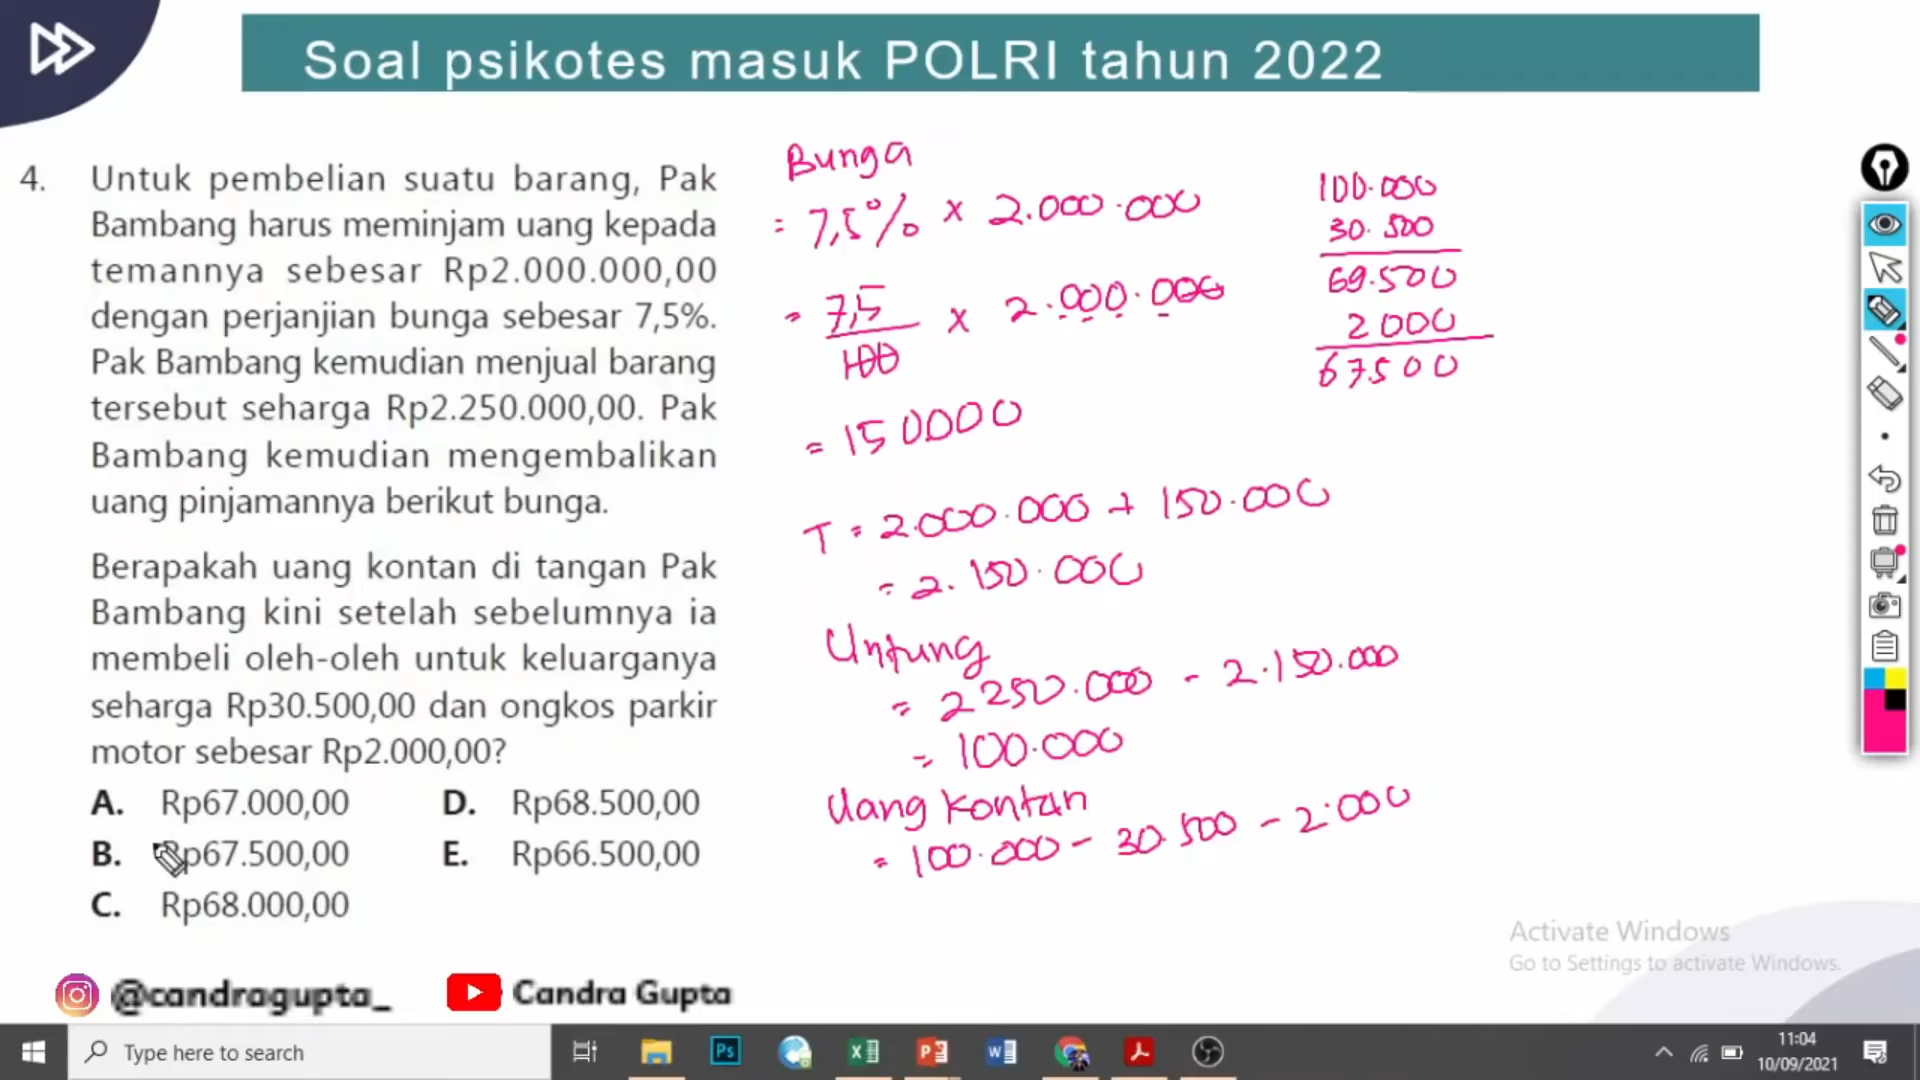 Soal psikotes masuk POLRI tahun 2022
4. Untuk pembelian suatu barang, Pak
Bambang harus meminjam uang kepada
temannya sebesar Rp2.000.000,00
dengan perjanjian bunga sebesar 7,5%.
Pak Bambang kemudian menjual barang
tersebut seharga Rp2.250.000,00. Pak
Bambang kemudian mengembalikan
uang pinjamannya berikut bunga.
Berapakah uang kontan di tangan Pak
Bambang kini setelah sebelumnya ia
membeli oleh-oleh untuk keluarganya
seharga Rp30.500,00 dan ongkos parkir
motor sebesar Rp2.000,00?
A. Rp67.000,00
B. Rp67.500,00
C. Rp68.000,00
D. Rp68.500,00
E. Rp66.500,00
Bunga
= 7,5% x 2.000.000
= 7,5 x 2.000.000
100
= 150000
T = 2.000.000 + 150.000
= 2.150.000
Untung
= 2250.000 - 2.150.000
= 100.000
Uang Kontan
= 100.000 - 30.500 - 2.000
100.000
30.500
69.500
2000
67.500
@candragupta_
Candra Gupta
Activate Windows
Go to Settings to activate Windows.
Type here to search
Ps
11:04
10/09/2021